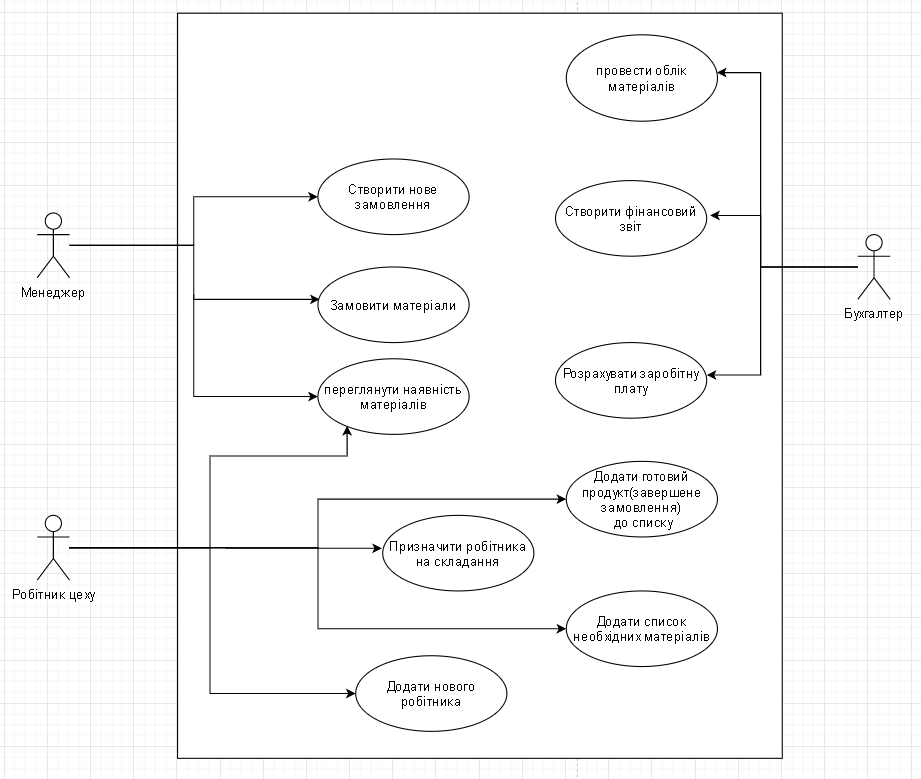 провести облік
матеріалів
Створити нове
замовлення
Створити фінансовий
звіт
Менеджер
Замовити матеріали
Бухгалтер
переглянути наявність
матеріалів
Розрахувати заробітну
плату
Додати готовий
продукт(завершене
замовлення)
до списку
Призначити робітника
на складання
Робітник цеху
Додати список
необхідних матеріалів
Додати нового
робітника